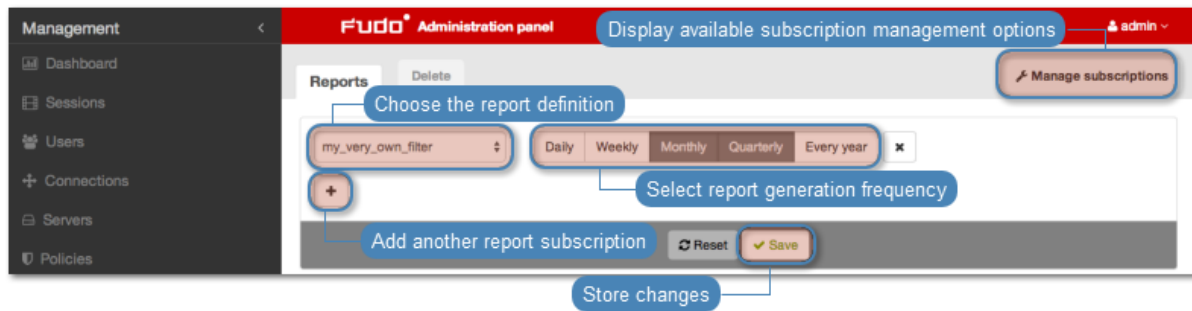 Management
FUDO Administration panel
Display available subscription management options
admin
Dashboard
Reports
Delete
Manage subscriptions
Sessions
Choose the report definition
Users
my_very_own_filter
Daily Weekly Monthly Quarterly Every year
Connections
+
Select report generation frequency
Servers
Add another report subscription
Reset
Save
Policies
Store changes